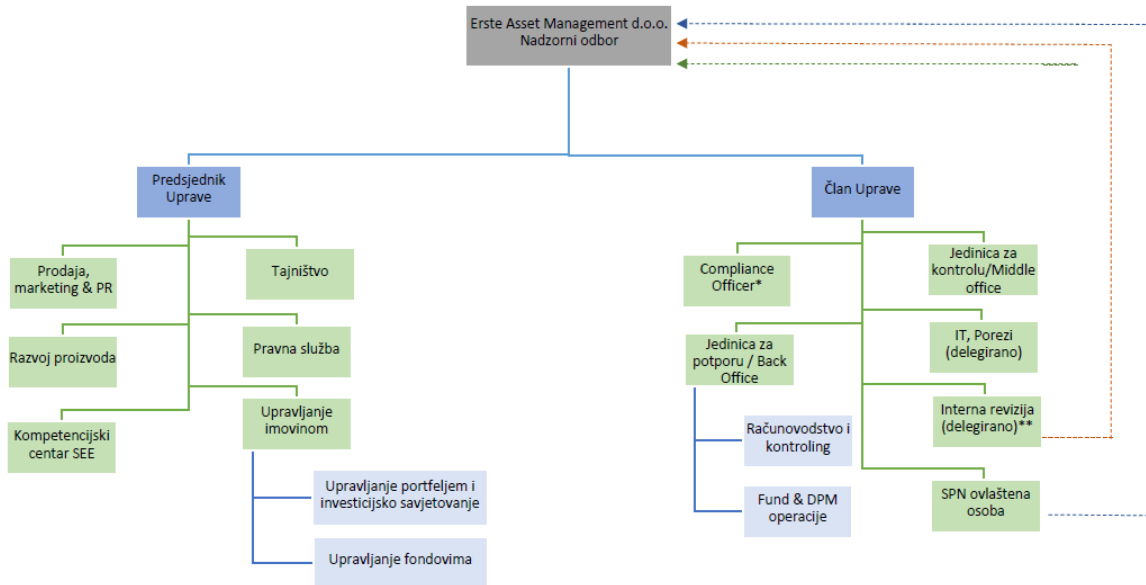 Erste Asset Management d.o.o.
Nadzorni odbor
Predsjednik
Uprave
Član Uprave
Prodaja,
marketing & PR
Tajništvo
Razvoj proizvoda
Pravna služba
Kompetencijski
centar SEE
Upravljanje
imovinom
Upravljanje portfeljem i
investicijsko savjetovanje
Upravljanje fondovima
Compliance
Officer*
Jedinica za
kontrolu/Middle
office
Jedinica za
potporu / Back
Office
IT, Porezi
(delegirano)
Interna revizija
(delegirano)**
Računovodstvo i
kontroling
Fund & DPM
operacije
SPN ovlaštena
osoba